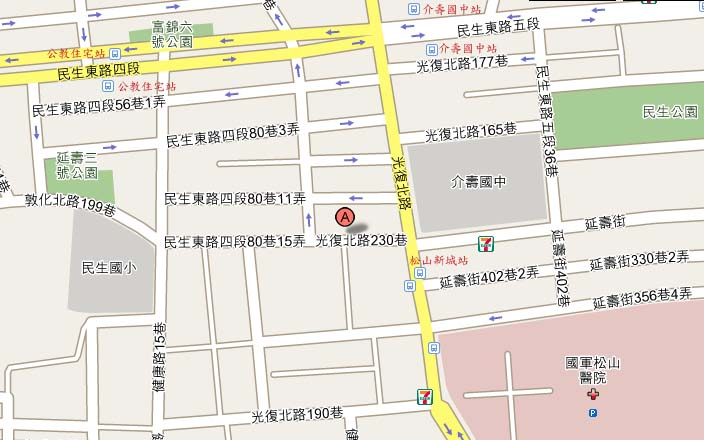 介壽國中站
民生東路五段
富錦六
號公園
公教住宅站
介壽國中站
民生東路四段
光復北路177巷
公教住宅站
民生東路四段56巷1弄
民生東路五段36巷
民生公園
民生東路四段80巷3弄
光復北路165巷
延壽三
號公園
光復北路
介壽國中
敦化北路199巷
民生東路四段80巷11弄
A
延壽街
民生東路四段80巷15弄
光復北路230巷
7
民生國小
松山新城站
延壽街402巷
延壽街330巷2弄
延壽街402巷2弄
延壽街356巷4弄
健康路15巷
國軍松山
醫院
P
7
光復北路190巷